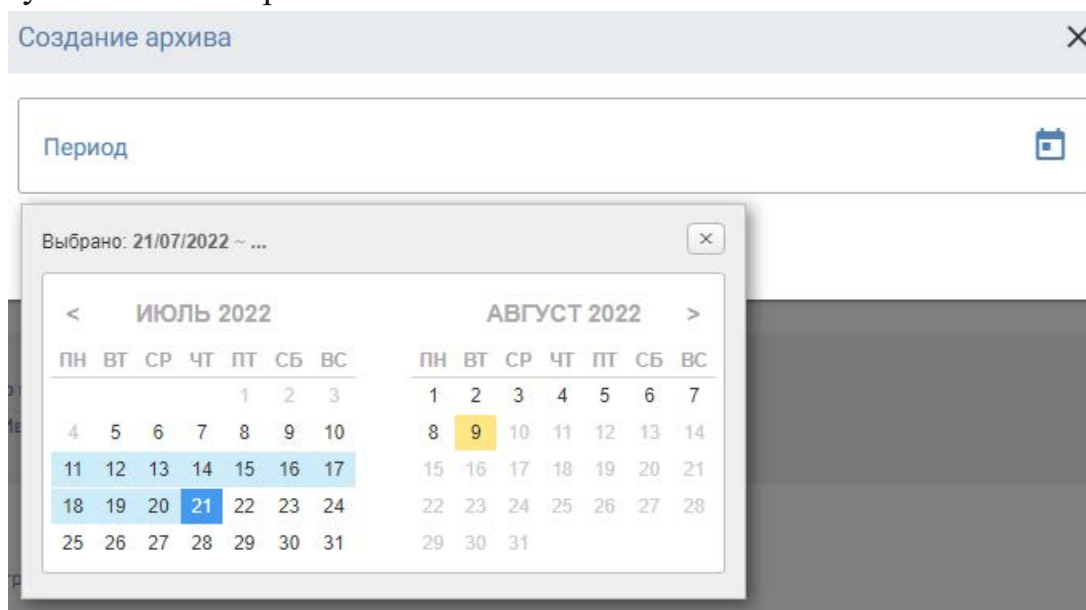 Создание архива
Период
Выбрано: 21/07/2022 ~ ...
< ИЮЛЬ 2022
ПН ВТ СР ЧТ ПТ СБ ВС
1 2 3
4 5 6 7 8 9 10
11 12 13 14 15 16 17
18 19 20 21 22 23 24
25 26 27 28 29 30 31
АВГУСТ 2022 >
ПН ВТ СР ЧТ ПТ СБ ВС
1 2 3 4 5 6 7
8 9 10 11 12 13 14
15 16 17 18 19 20 21
22 23 24 25 26 27 28
29 30 31